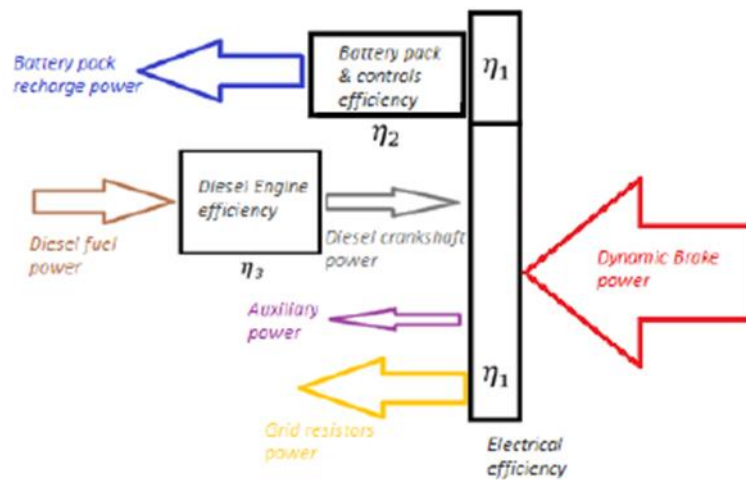 Battery pack
recharge power
Battery pack
& controls
efficiency
η₁
η₂
Diesel Engine
efficiency
Diesel fuel
power
η₃
Diesel crankshaft
power
Dynamic Brake
power
Auxiliary
power
η₁
Grid resistors
power
Electrical
efficiency